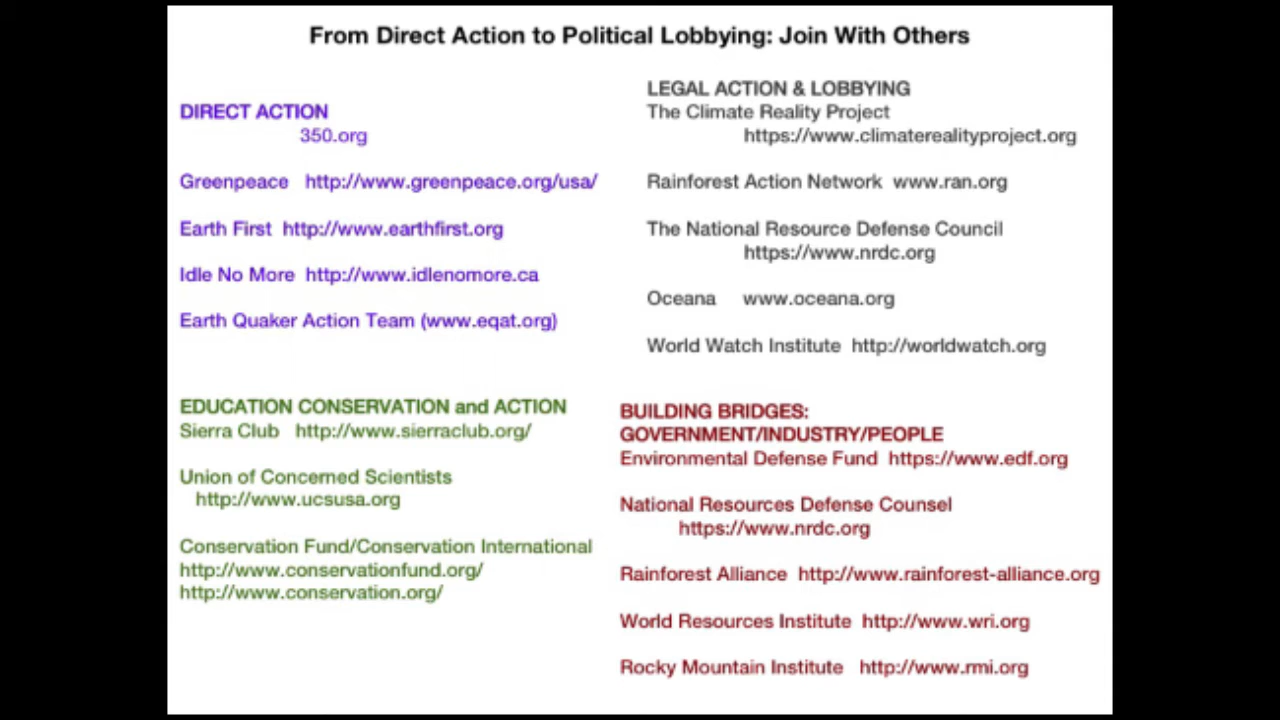 From Direct Action to Political Lobbying: Join With Others
DIRECT ACTION
350.org
Greenpeace http://www.greenpeace.org/usa/
Earth First http://www.earthfirst.org
Idle No More http://www.idlenomore.ca
Earth Quaker Action Team (www.eqat.org)
LEGAL ACTION & LOBBYING
The Climate Reality Project
https://www.climaterealityproject.org
Rainforest Action Network www.ran.org
The National Resource Defense Council
https://www.nrdc.org
Oceana www.oceana.org
World Watch Institute http://worldwatch.org
EDUCATION CONSERVATION and ACTION
Sierra Club http://www.sierraclub.org/
Union of Concerned Scientists
http://www.ucsusa.org
Conservation Fund/Conservation International
http://www.conservationfund.org/
http://www.conservation.org/
BUILDING BRIDGES:
GOVERNMENT/INDUSTRY/PEOPLE
Environmental Defense Fund https://www.edf.org
National Resources Defense Counsel
https://www.nrdc.org
Rainforest Alliance http://www.rainforest-alliance.org
World Resources Institute http://www.wri.org
Rocky Mountain Institute http://www.rmi.org